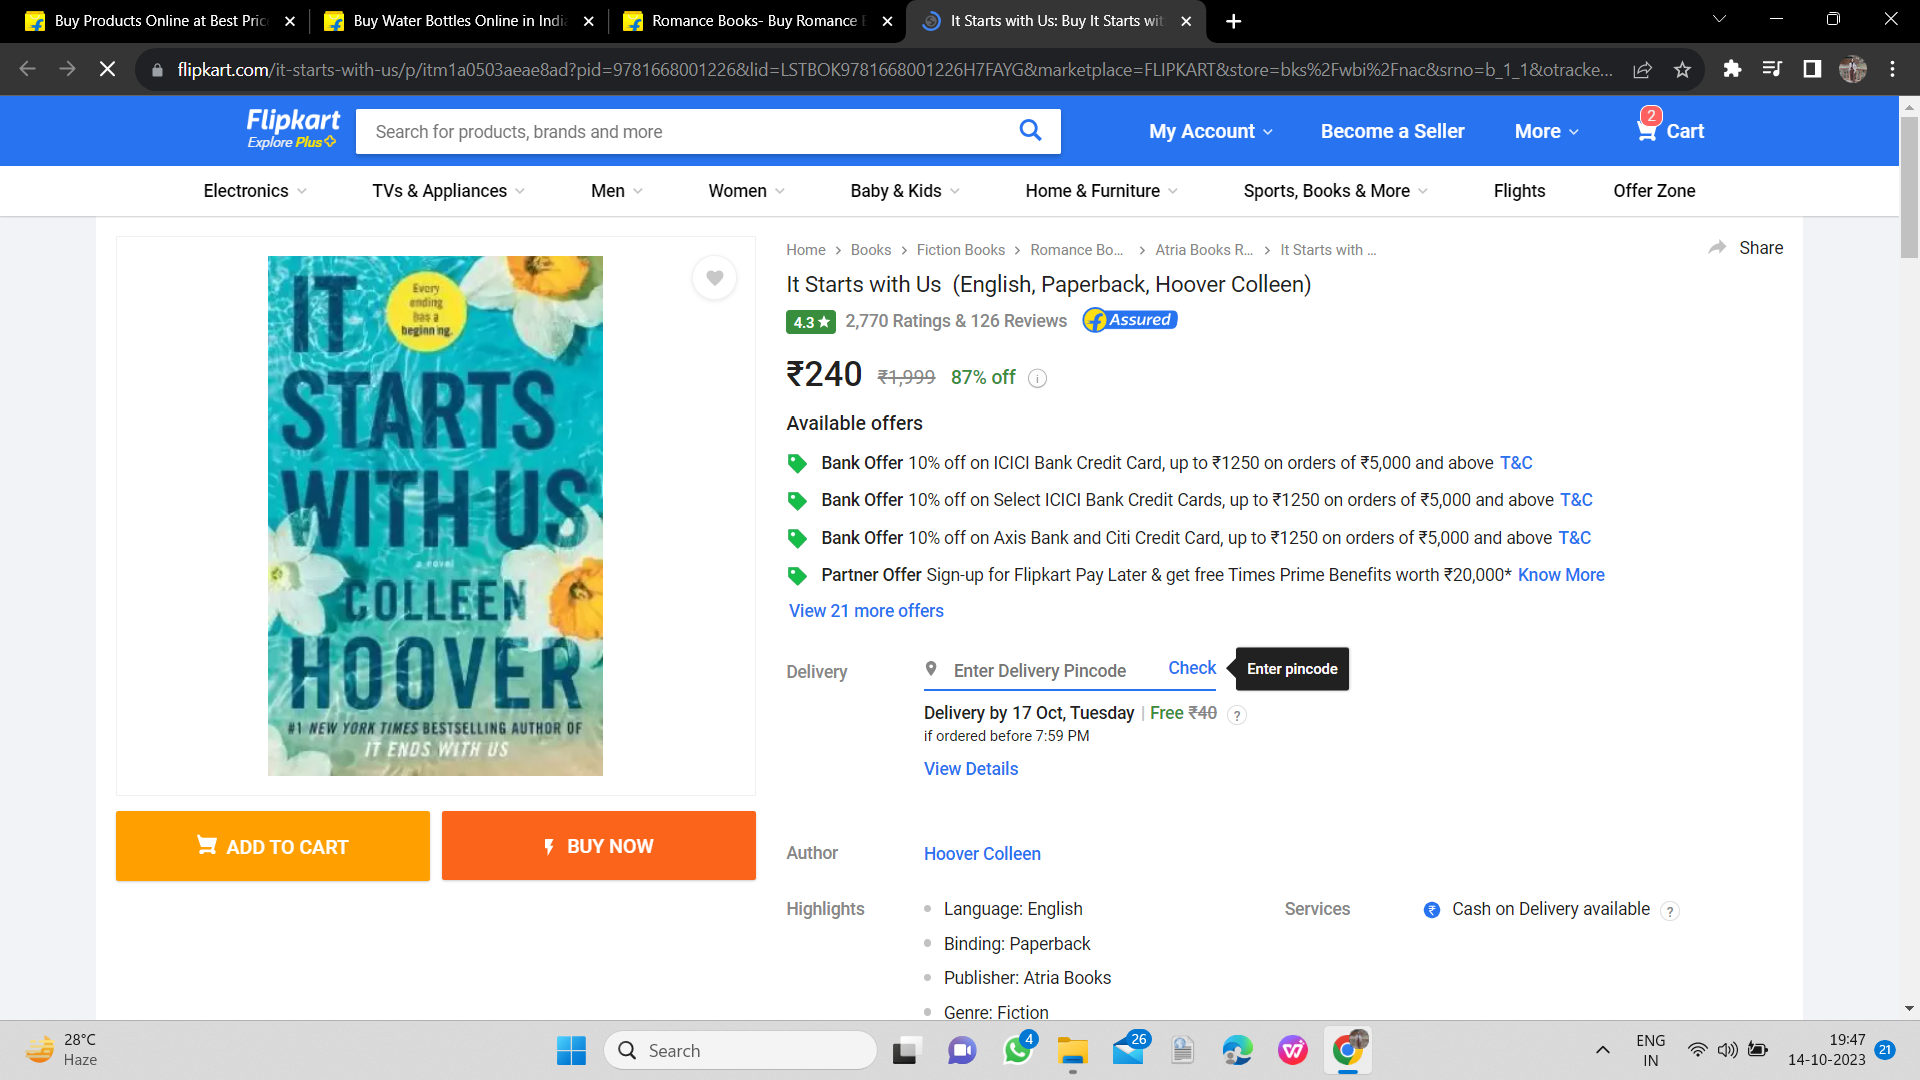 Buy Products Online at Best Pric
Buy Water Bottles Online in India
Romance Books- Buy Romance B
It Starts with Us: Buy It Starts wit
flipkart.com/it-starts-with-us/p/itm1a0503aeae8ad?pid=9781668001226&lid=LSTBOK9781668001226H7FAYG&marketplace=FLIPKART&store=bks%2Fwbi%2Fnac&srno=b_1_1&otracke...
Flipkart
Explore Plus
Search for products, brands and more
My Account
Become a Seller
More
2
Cart
Electronics
TVs & Appliances
Men
Women
Baby & Kids
Home & Furniture
Sports, Books & More
Flights
Offer Zone
IT
STARTS
WITH US
Every
ending
has a
beginning.
a novel
COLLEEN
HOOVER
#1 NEW YORK TIMES BESTSELLING AUTHOR OF
IT ENDS WITH US
ADD TO CART
BUY NOW
Home > Books > Fiction Books > Romance Bo... > Atria Books R... > It Starts with ...
Share
It Starts with Us (English, Paperback, Hoover Colleen)
4.3★ 2,770 Ratings & 126 Reviews f Assured
₹240 ₹1,999 87% off i
Available offers
Bank Offer 10% off on ICICI Bank Credit Card, up to ₹1250 on orders of ₹5,000 and above T&C
Bank Offer 10% off on Select ICICI Bank Credit Cards, up to ₹1250 on orders of ₹5,000 and above T&C
Bank Offer 10% off on Axis Bank and Citi Credit Card, up to ₹1250 on orders of ₹5,000 and above T&C
Partner Offer Sign-up for Flipkart Pay Later & get free Times Prime Benefits worth ₹20,000* Know More
View 21 more offers
Delivery
Enter Delivery Pincode
Check
Enter pincode
Delivery by 17 Oct, Tuesday | Free ₹40 ?
if ordered before 7:59 PM
View Details
Author
Hoover Colleen
Highlights
Language: English
Binding: Paperback
Publisher: Atria Books
Genre: Fiction
Services
₹ Cash on Delivery available ?
28°C
Haze
Search
4
26
ENG
IN
19:47
14-10-2023
21